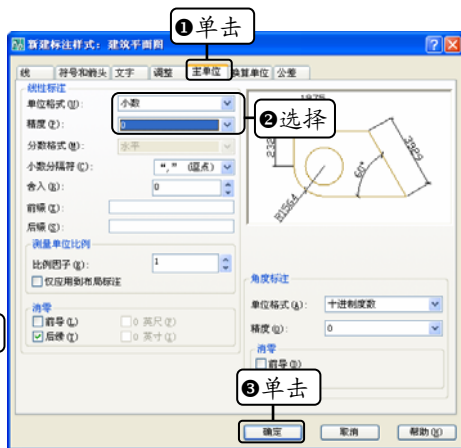 ❶单击
新建标注样式：建筑平面图
线 符号和箭头 文字 调整 主单位 换算单位 公差
线性标注
单位格式(U)： 小数
精度(P)： 0
❷选择
分数格式(M)： 水平
小数分隔符(C)： “，” （逗点）
舍入(R)： 0
前缀(X)：
后缀(S)：
测量单位比例
比例因子(E)： 1
仅应用到布局标注
消零
前导(L) 0 英尺(F)
后续(T) 0 英寸(I)
60°
R1564
角度标注
单位格式(A)： 十进制度数
精度(O)： 0
消零
前导(D)
❸单击
确定 取消 帮助(H)